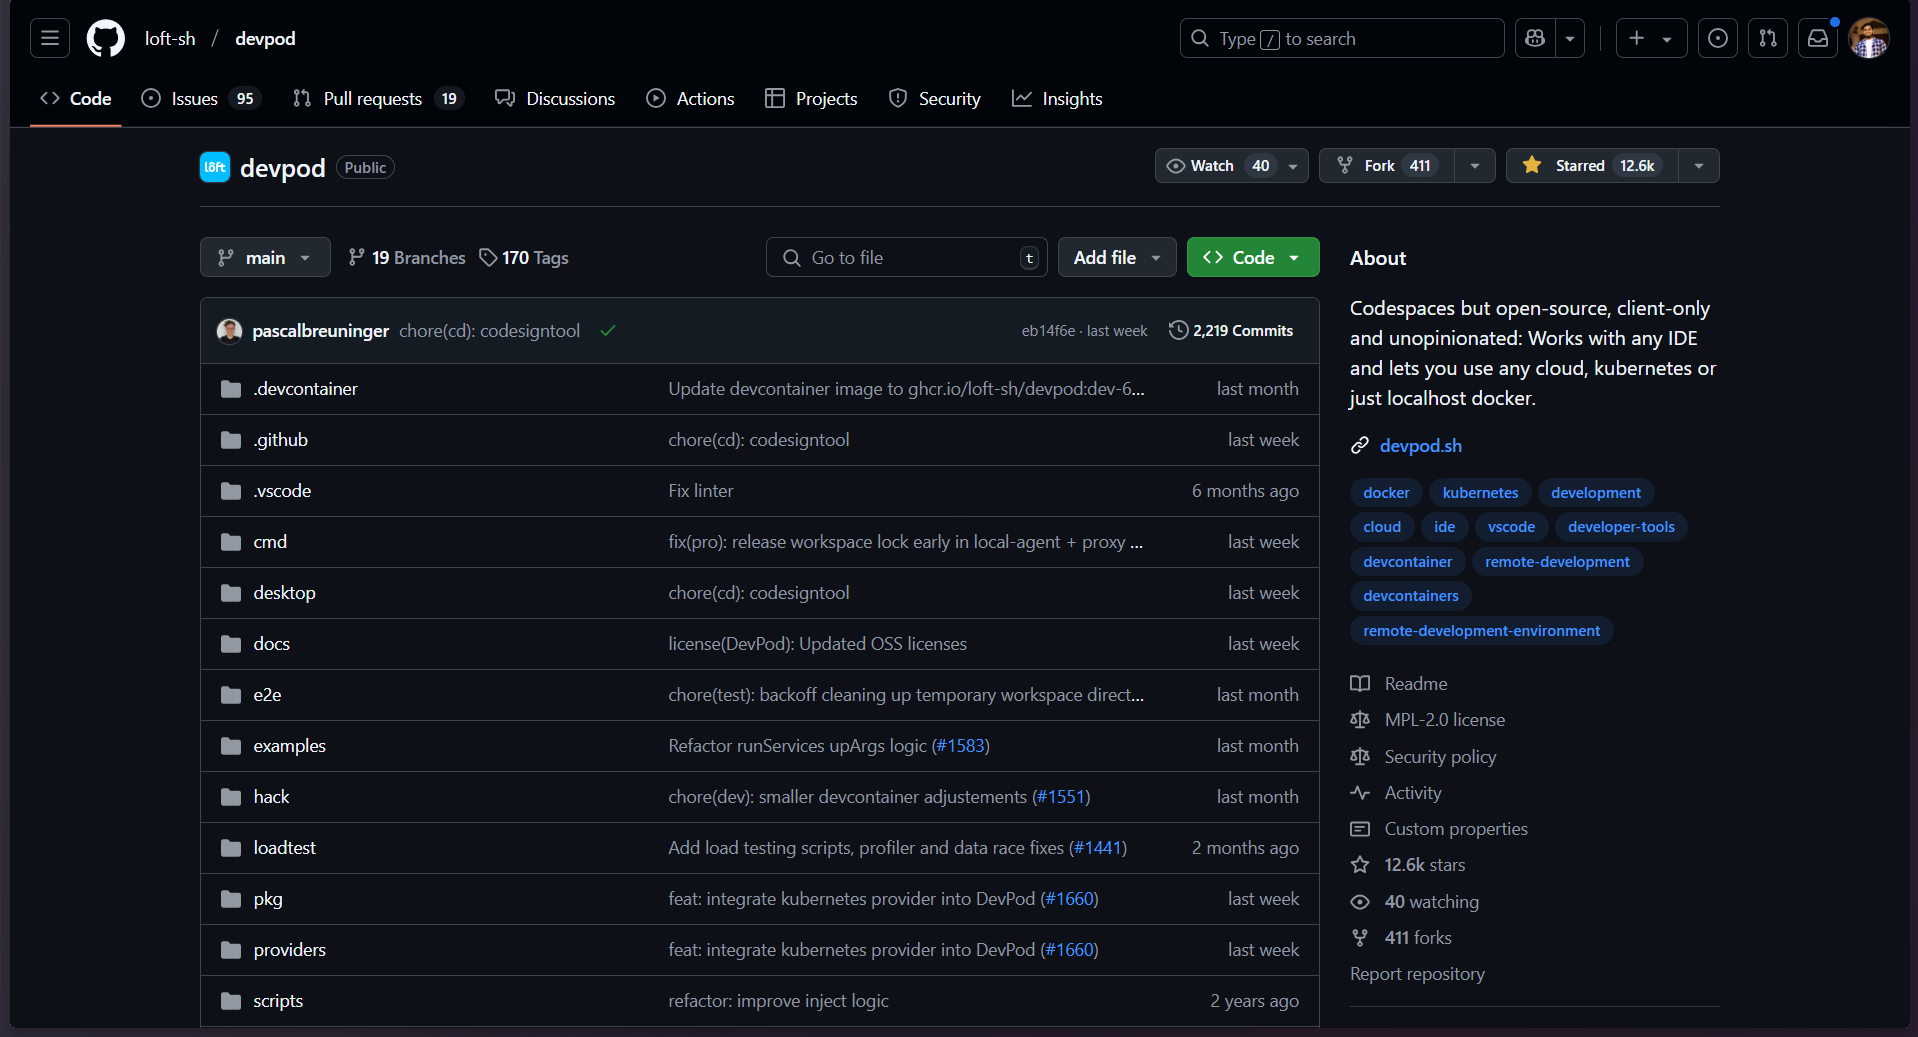 loft-sh / devpod
Type / to search
Code Issues 95 Pull requests 19 Discussions Actions Projects Security Insights
lôft devpod Public
Watch 40 Fork 411 Starred 12.6k
main 19 Branches 170 Tags
Go to file t
Add file
Code
pascalbreuninger chore(cd): codesigntool eb14f6e · last week 2,219 Commits
.devcontainer Update devcontainer image to ghcr.io/loft-sh/devpod:dev-6... last month
.github chore(cd): codesigntool last week
.vscode Fix linter 6 months ago
cmd fix(pro): release workspace lock early in local-agent + proxy ... last week
desktop chore(cd): codesigntool last week
docs license(DevPod): Updated OSS licenses last week
e2e chore(test): backoff cleaning up temporary workspace direct... last month
examples Refactor runServices upArgs logic (#1583) last month
hack chore(dev): smaller devcontainer adjustements (#1551) last month
loadtest Add load testing scripts, profiler and data race fixes (#1441) 2 months ago
pkg feat: integrate kubernetes provider into DevPod (#1660) last week
providers feat: integrate kubernetes provider into DevPod (#1660) last week
scripts refactor: improve inject logic 2 years ago
About
Codespaces but open-source, client-only
and unopinionated: Works with any IDE
and lets you use any cloud, kubernetes or
just localhost docker.
devpod.sh
docker kubernetes development
cloud ide vscode developer-tools
devcontainer remote-development
devcontainers
remote-development-environment
Readme
MPL-2.0 license
Security policy
Activity
Custom properties
12.6k stars
40 watching
411 forks
Report repository